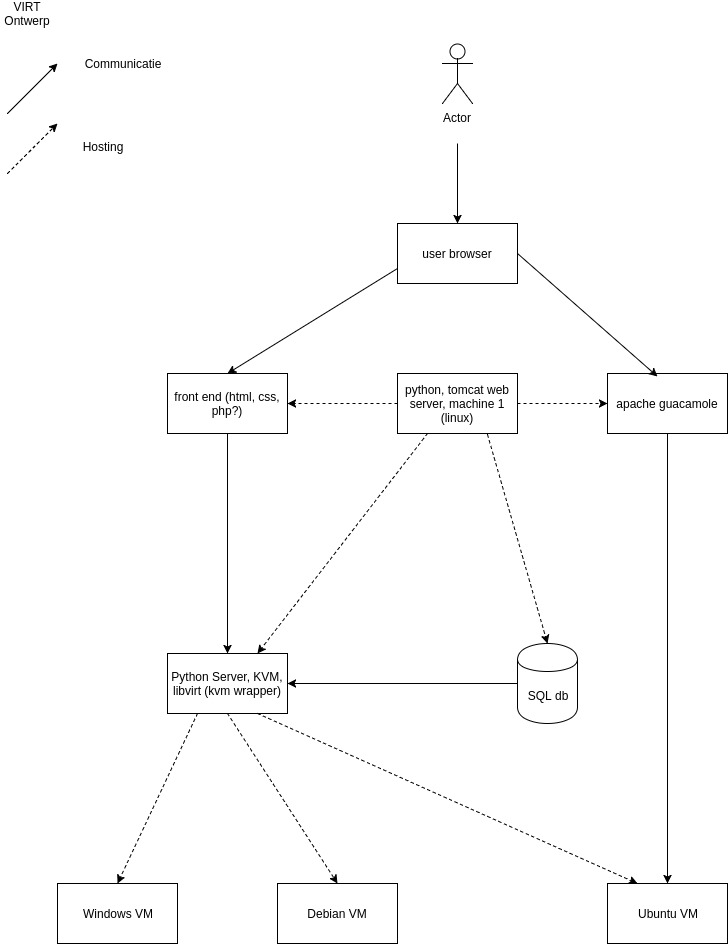 VIRT
Ontwerp
Communicatie
Hosting
Actor
user browser
front end (html, css,
php?)
python, tomcat web
server, machine 1
(linux)
apache guacamole
Python Server, KVM,
libvirt (kvm wrapper)
SQL db
Windows VM
Debian VM
Ubuntu VM